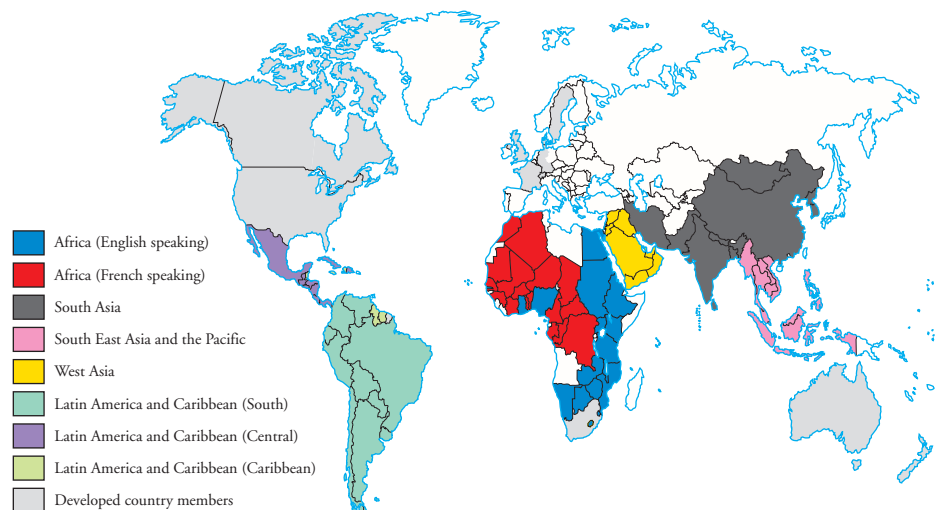 Africa (English speaking)
Africa (French speaking)
South Asia
South East Asia and the Pacific
West Asia
Latin America and Caribbean (South)
Latin America and Caribbean (Central)
Latin America and Caribbean (Caribbean)
Developed country members